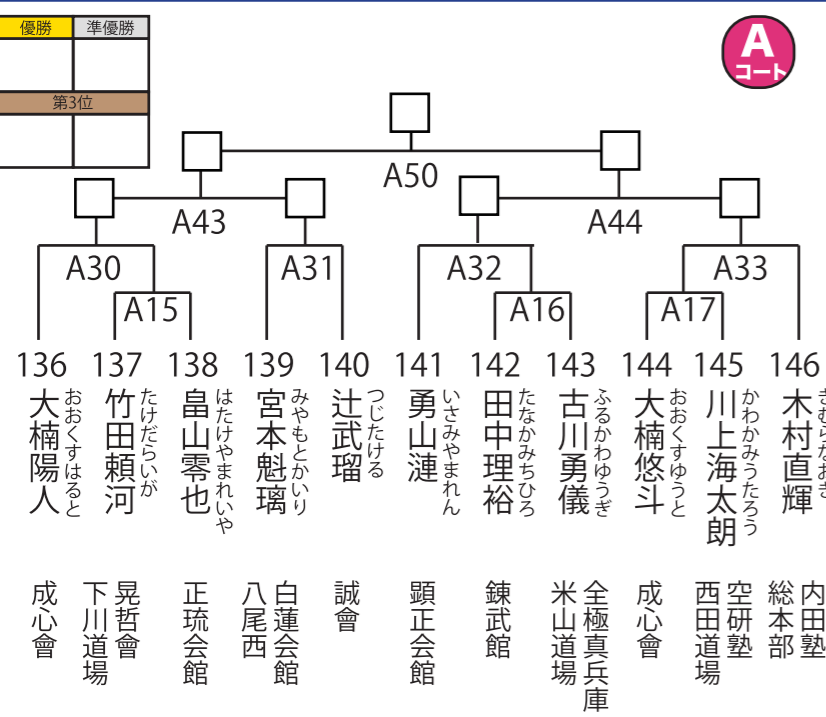 優勝
準優勝
第3位
A
コート
A50
A43
A44
A30
A31
A32
A33
A15
A16
A17
136
137
138
139
140
141
142
143
144
145
146
大楠陽人
おおくすはると
竹田頼河
たけだらいが
畠山零也
はたけやまれいや
宮本魁璃
みやもとかいり
辻武瑠
つじたける
勇山漣
いさみやまれん
田中理裕
たなかみちひろ
古川勇儀
ふるかわゆうぎ
大楠悠斗
おおくすゆうと
川上海太朗
かわかみうたろう
木村直輝
きむらなおき
成心會
晃哲會
下川道場
正琉会館
白蓮会館
八尾西
誠會
顕正会館
錬武館
全極真兵庫
米山道場
成心會
空研塾
西田道場
内田塾
総本部